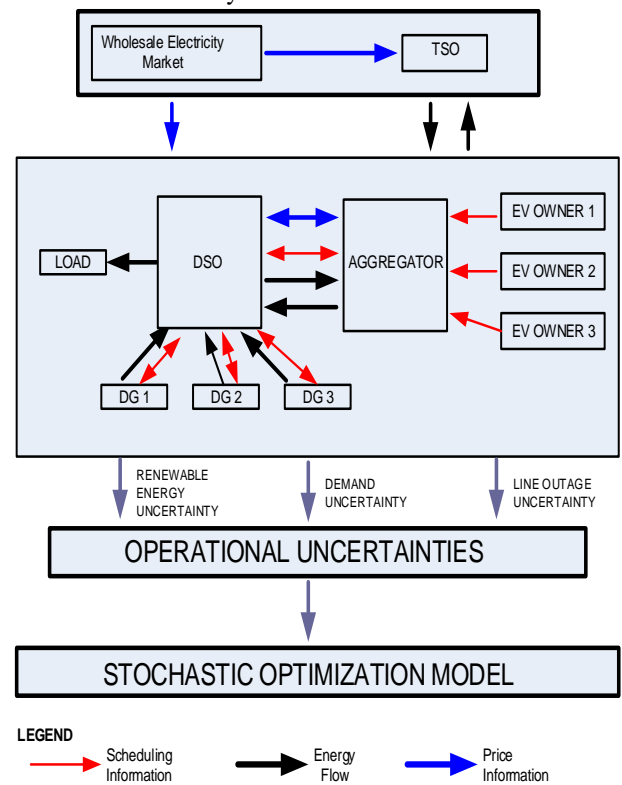 Wholesale Electricity
Market
TSO
EV OWNER 1
LOAD
DSO
AGGREGATOR
EV OWNER 2
EV OWNER 3
DG 1
DG 2
DG 3
RENEWABLE
ENERGY
UNCERTAINTY
DEMAND
UNCERTAINTY
LINE OUTAGE
UNCERTAINTY
OPERATIONAL UNCERTAINTIES
STOCHASTIC OPTIMIZATION MODEL
LEGEND
Scheduling
Information
Energy
Flow
Price
Information